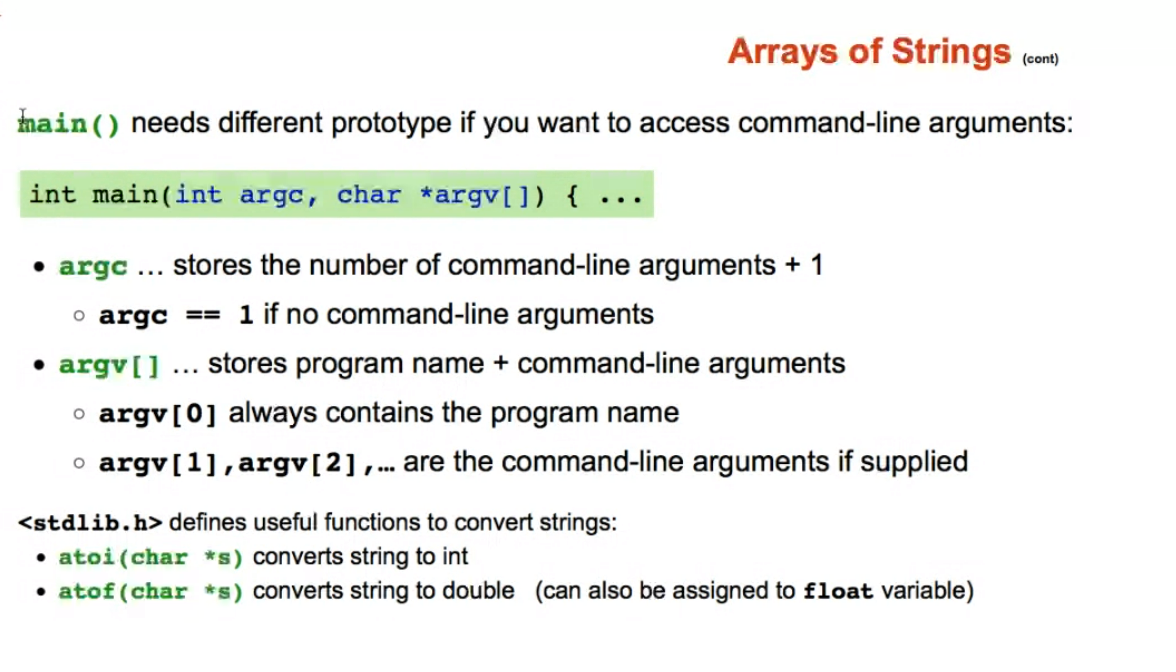 Arrays of Strings (cont)
main() needs different prototype if you want to access command-line arguments:
int main(int argc, char *argv[]) { ...
• argc ... stores the number of command-line arguments + 1
○ argc == 1 if no command-line arguments
• argv[] ... stores program name + command-line arguments
○ argv[0] always contains the program name
○ argv[1],argv[2],... are the command-line arguments if supplied
<stdlib.h> defines useful functions to convert strings:
• atoi(char *s) converts string to int
• atof(char *s) converts string to double (can also be assigned to float variable)